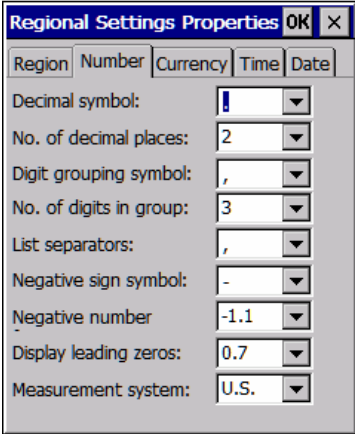 Regional Settings Properties OK ×
Region Number Currency Time Date
Decimal symbol: .
No. of decimal places: 2
Digit grouping symbol: ,
No. of digits in group: 3
List separators: ,
Negative sign symbol: -
Negative number -1.1
Display leading zeros: 0.7
Measurement system: U.S.